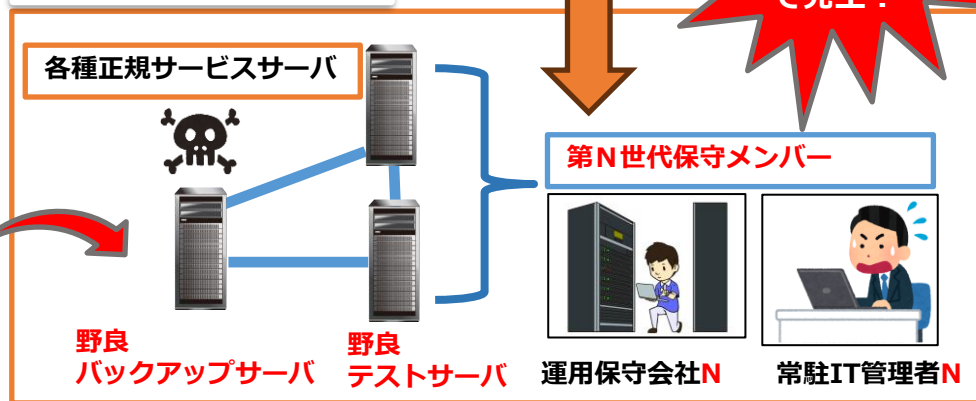 各種正規サービスサーバ
第N世代保守メンバー
野良
バックアップサーバ
野良
テストサーバ
運用保守会社N
常駐IT管理者N